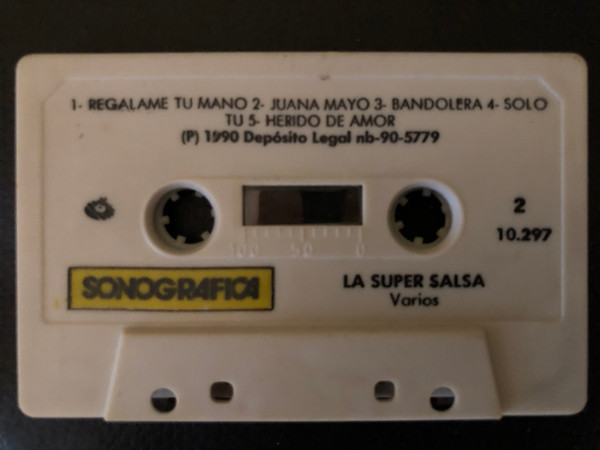 1- REGALAME TU MANO 2- JUANA MAYO 3- BANDOLERA 4- SOLO
TU 5- HERIDO DE AMOR
(P) 1990 Depósito Legal nb-90-5779
2
10.297
100 50 0
SONOGRAFICA
LA SUPER SALSA
Varios